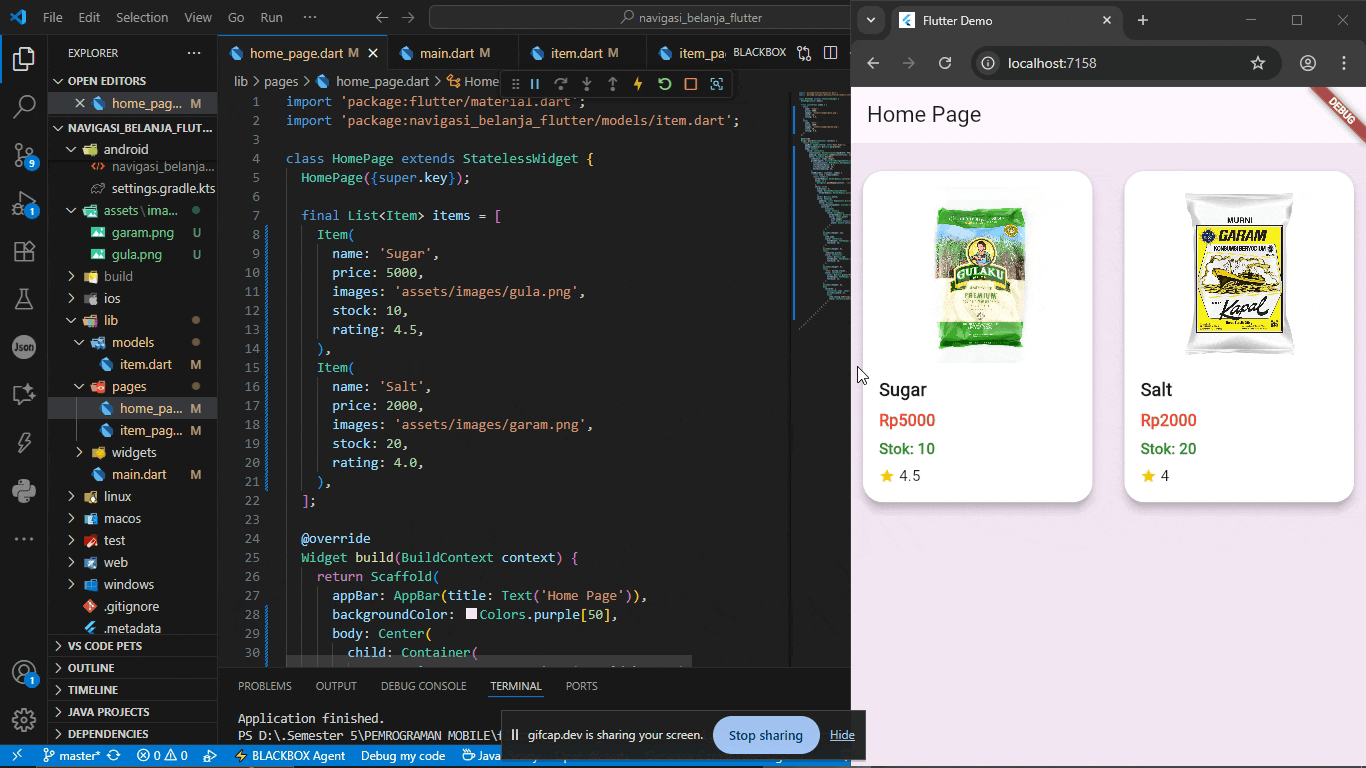 File Edit Selection View Go Run ··· navigasi_belanja_flutter
EXPLORER ···
OPEN EDITORS
home_pag... M
NAVIGASI_BELANJA_FLUT...
android
navigasi_belanja...
settings.gradle.kts
assets\ima...
garam.png U
gula.png U
build
ios
lib
models
item.dart M
pages
home_pa... M
item_pag... M
widgets
main.dart M
linux
macos
test
web
windows
.gitignore
.metadata
VS CODE PETS
OUTLINE
TIMELINE
JAVA PROJECTS
DEPENDENCIES
9
1
Json
1
home_page.dart M main.dart M item.dart M item_pa BLACKBOX
lib > pages > home_page.dart > Home
1 import 'package:flutter/material.dart';
2 import 'package:navigasi_belanja_flutter/models/item.dart';
3
4 class HomePage extends StatelessWidget {
5 HomePage({super.key});
6
7 final List<Item> items = [
8 Item(
9 name: 'Sugar',
10 price: 5000,
11 images: 'assets/images/gula.png',
12 stock: 10,
13 rating: 4.5,
14 ),
15 Item(
16 name: 'Salt',
17 price: 2000,
18 images: 'assets/images/garam.png',
19 stock: 20,
20 rating: 4.0,
21 ),
22 ];
23
24 @override
25 Widget build(BuildContext context) {
26 return Scaffold(
27 appBar: AppBar(title: Text('Home Page')),
28 backgroundColor: Colors.purple[50],
29 body: Center(
30 child: Container(
PROBLEMS OUTPUT DEBUG CONSOLE TERMINAL PORTS
Application finished.
PS D:\.Semester 5\PEMROGRAMAN MOBILE\f
gifcap.dev is sharing your screen. Stop sharing Hide
master* 0 0 BLACKBOX Agent Debug my code Java
Flutter Demo
localhost:7158
Home Page
DEBUG
GULAKU
PREMIUM
Sugar
Rp5000
Stok: 10
4.5
MURNI
GARAM
KONSUMSI BERYODIUM
Kapal
Salt
Rp2000
Stok: 20
4